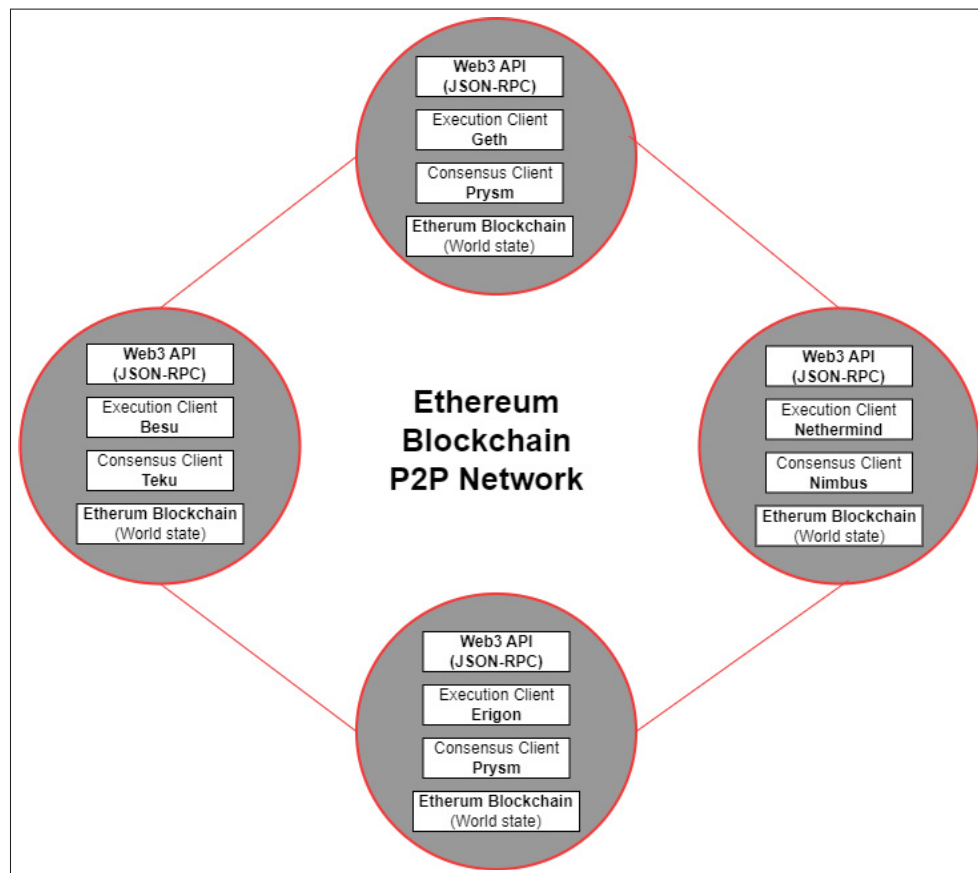 Web3 API
(JSON-RPC)
Execution Client
Geth
Consensus Client
Prysm
Etherum Blockchain
(World state)
Web3 API
(JSON-RPC)
Execution Client
Besu
Consensus Client
Teku
Etherum Blockchain
(World state)
Ethereum
Blockchain
P2P Network
Web3 API
(JSON-RPC)
Execution Client
Nethermind
Consensus Client
Nimbus
Etherum Blockchain
(World state)
Web3 API
(JSON-RPC)
Execution Client
Erigon
Consensus Client
Prysm
Etherum Blockchain
(World state)